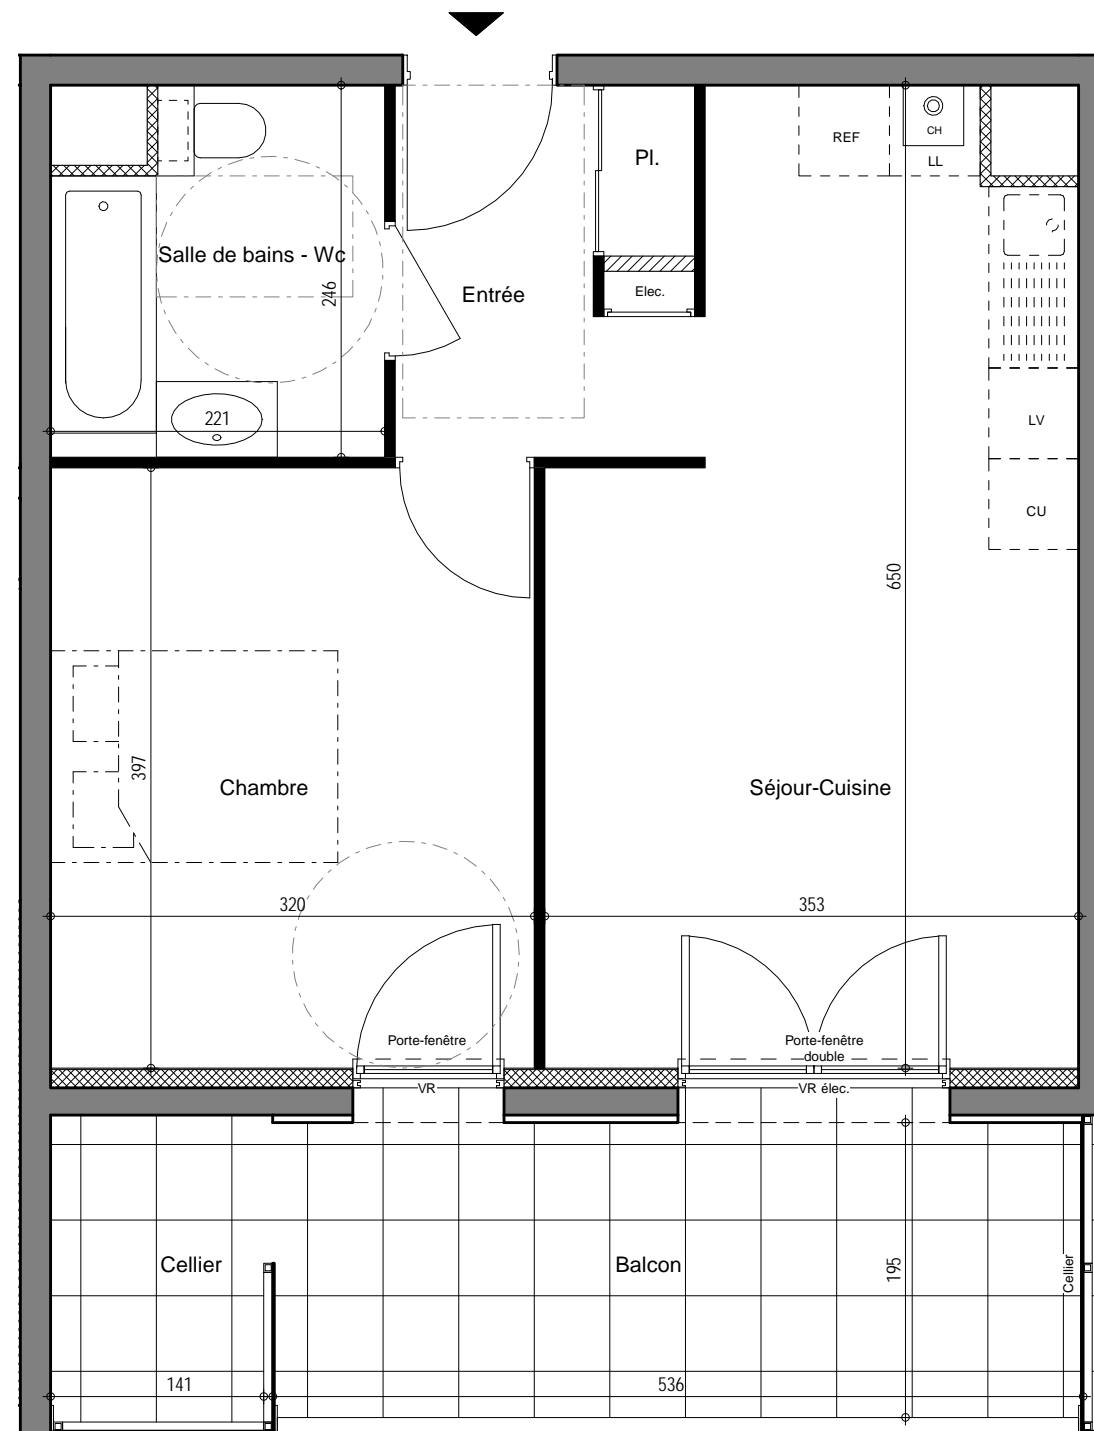 REF
CH
LL
Pl.
Salle de bains - Wc
246
Entrée
Elec.
221
LV
CU
650
397
Chambre
Séjour-Cuisine
320
353
Porte-fenêtre
Porte-fenêtre
double
VR
VR élec.
Cellier
Balcon
195
Cellier
141
536